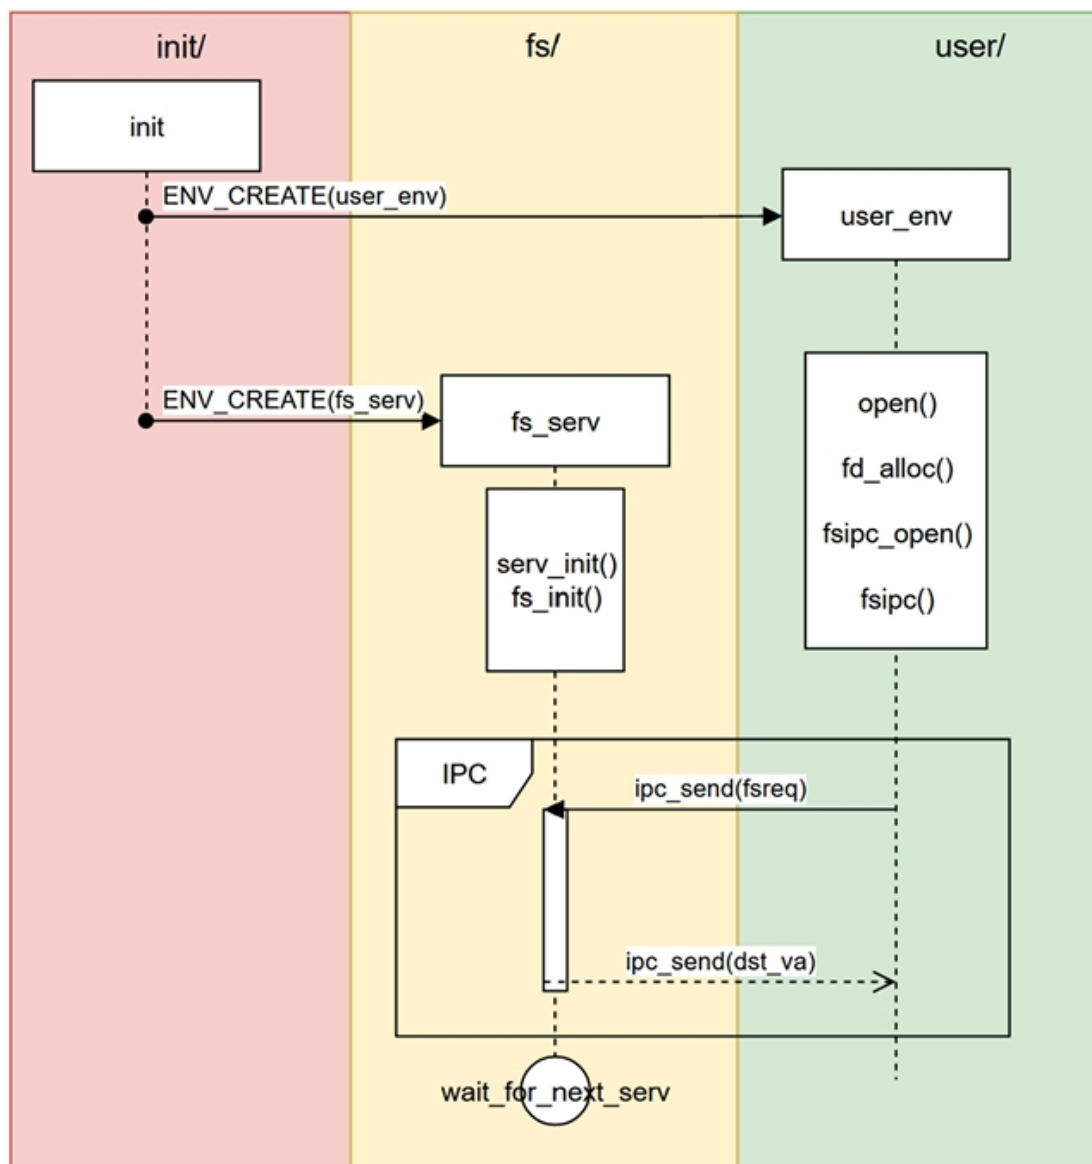 init/
fs/
user/
init
ENV_CREATE(user_env)
user_env
ENV_CREATE(fs_serv)
fs_serv
open()
fd_alloc()
fsipc_open()
fsipc()
serv_init()
fs_init()
IPC
ipc_send(fsreq)
ipc_send(dst_va)
wait_for_next_serv